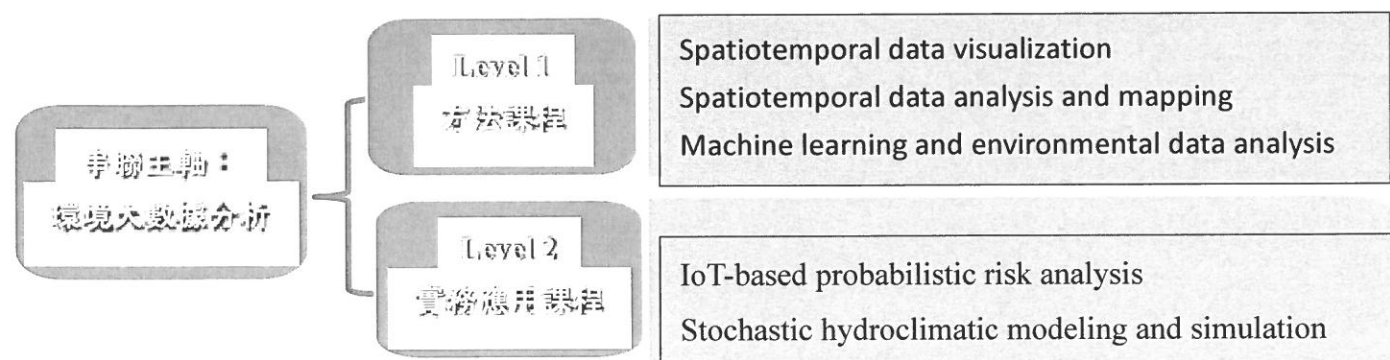 串聯主軸：
環境大數據分析
Level 1
方法課程
Spatiotemporal data visualization
Spatiotemporal data analysis and mapping
Machine learning and environmental data analysis
Level 2
實務應用課程
IoT-based probabilistic risk analysis
Stochastic hydroclimatic modeling and simulation